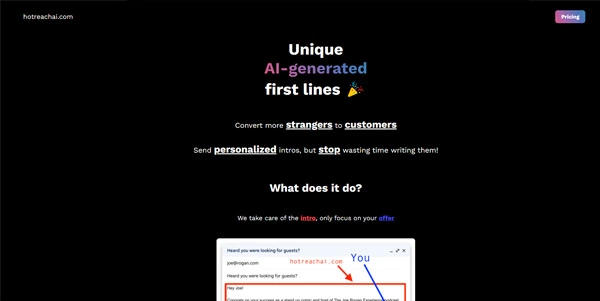 hotreachai.com
Pricing
Unique
AI-generated
first lines 🎉
Convert more strangers to customers
Send personalized intros, but stop wasting time writing them!
What does it do?
We take care of the intro, only focus on your offer
Heard you were looking for guests?
You
hotreachai.com
joe@rogan.com
Heard you were looking for guests?
Hey Joe!
Congrats on your success as a stand up comic and host of The Joe Rogan Experience podcast